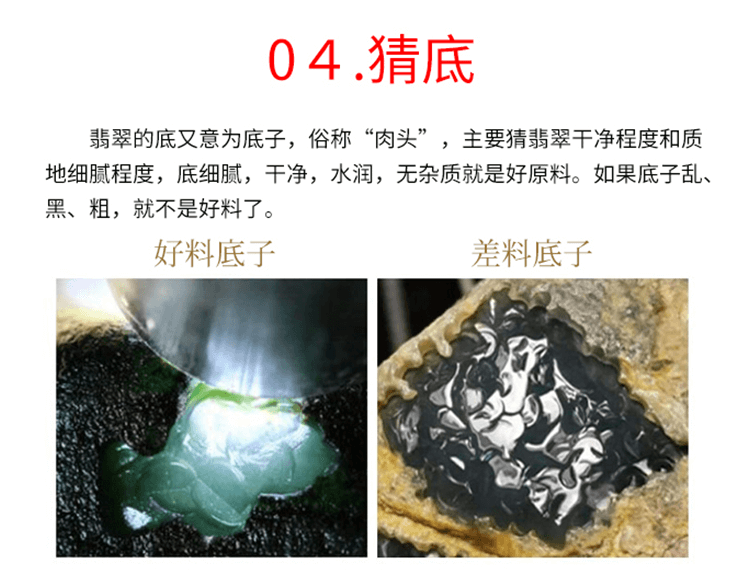 04.猜底
翡翠的底又意为底子，俗称“肉头”，主要猜翡翠干净程度和质
地细腻程度，底细腻，干净，水润，无杂质就是好原料。如果底子乱、
黑、粗，就不是好料了。
好料底子
差料底子